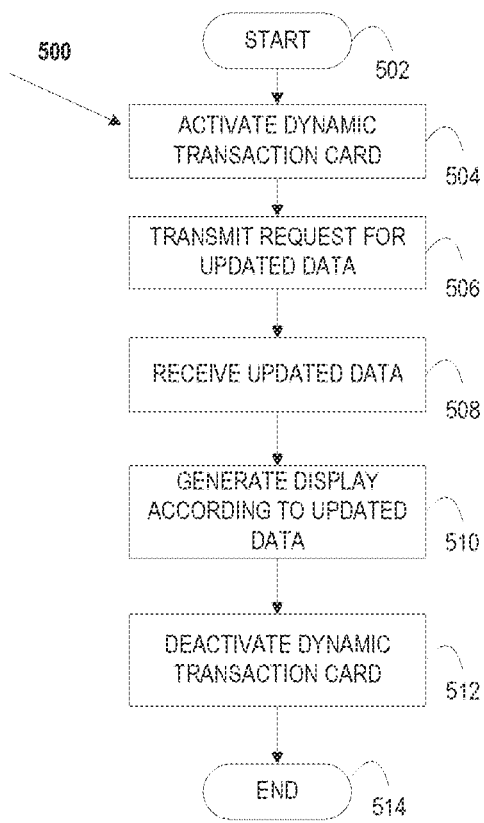 500
START
502
ACTIVATE DYNAMIC
TRANSACTION CARD
504
TRANSMIT REQUEST FOR
UPDATED DATA
506
RECEIVE UPDATED DATA
508
GENERATE DISPLAY
ACCORDING TO UPDATED
DATA
510
DEACTIVATE DYNAMIC
TRANSACTION CARD
512
END
514